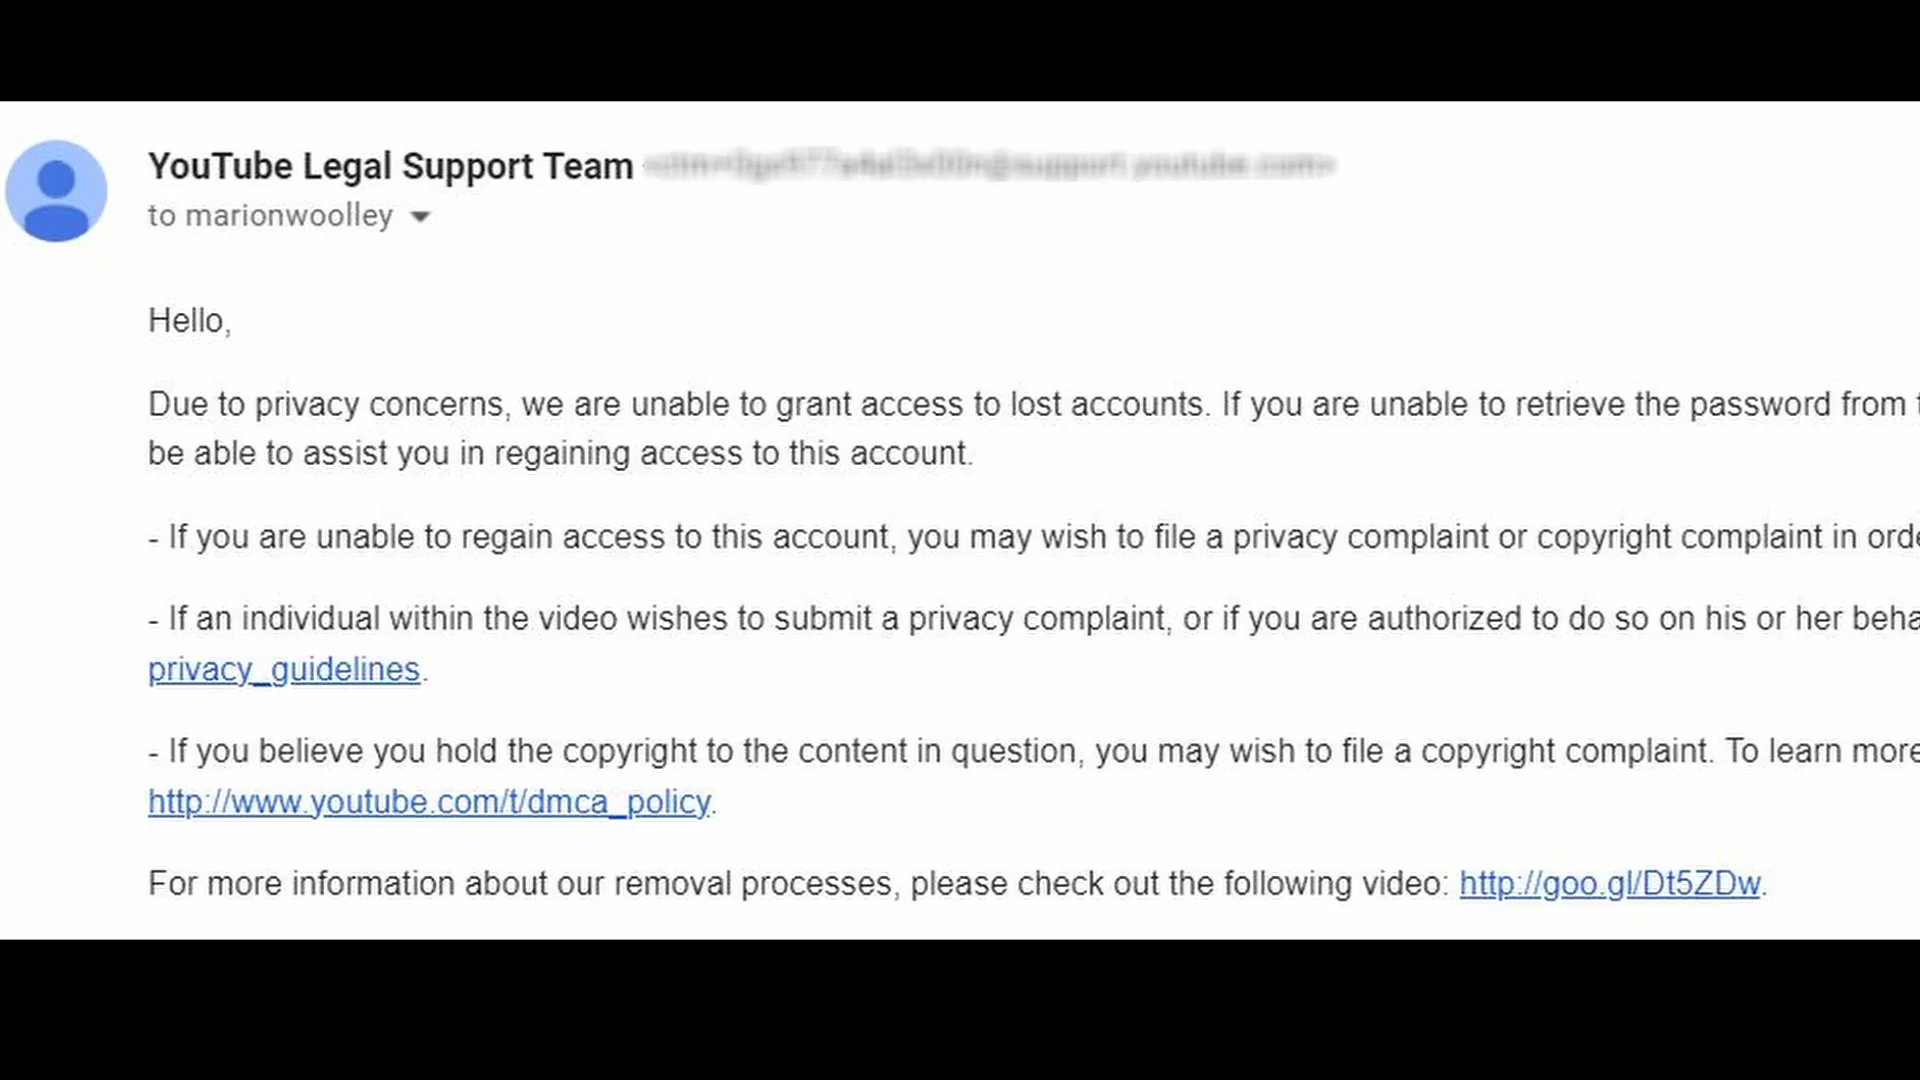 YouTube Legal Support Team
to marionwoolley
Hello,
Due to privacy concerns, we are unable to grant access to lost accounts. If you are unable to retrieve the password from
be able to assist you in regaining access to this account.
- If you are unable to regain access to this account, you may wish to file a privacy complaint or copyright complaint in
- If an individual within the video wishes to submit a privacy complaint, or if you are authorized to do so on his or her
privacy_guidelines.
- If you believe you hold the copyright to the content in question, you may wish to file a copyright complaint. To learn more
http://www.youtube.com/t/dmca_policy.
For more information about our removal processes, please check out the following video: http://goo.gl/Dt5ZDw.